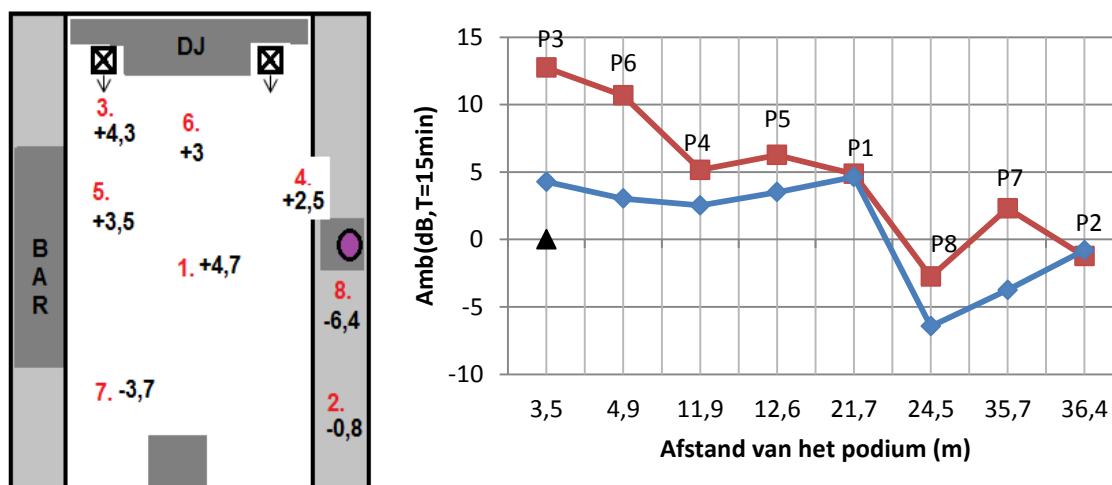 DJ
3.
+4,3
6.
+3
4.
+2,5
5.
+3,5
B
A
R
1. +4,7
8.
-6,4
7. -3,7
2.
-0,8
Amb(dB,T=15min)
15
10
5
0
-5
-10
P3
P6
P4
P5
P1
P8
P7
P2
3,5 4,9 11,9 12,6 21,7 24,5 35,7 36,4
Afstand van het podium (m)